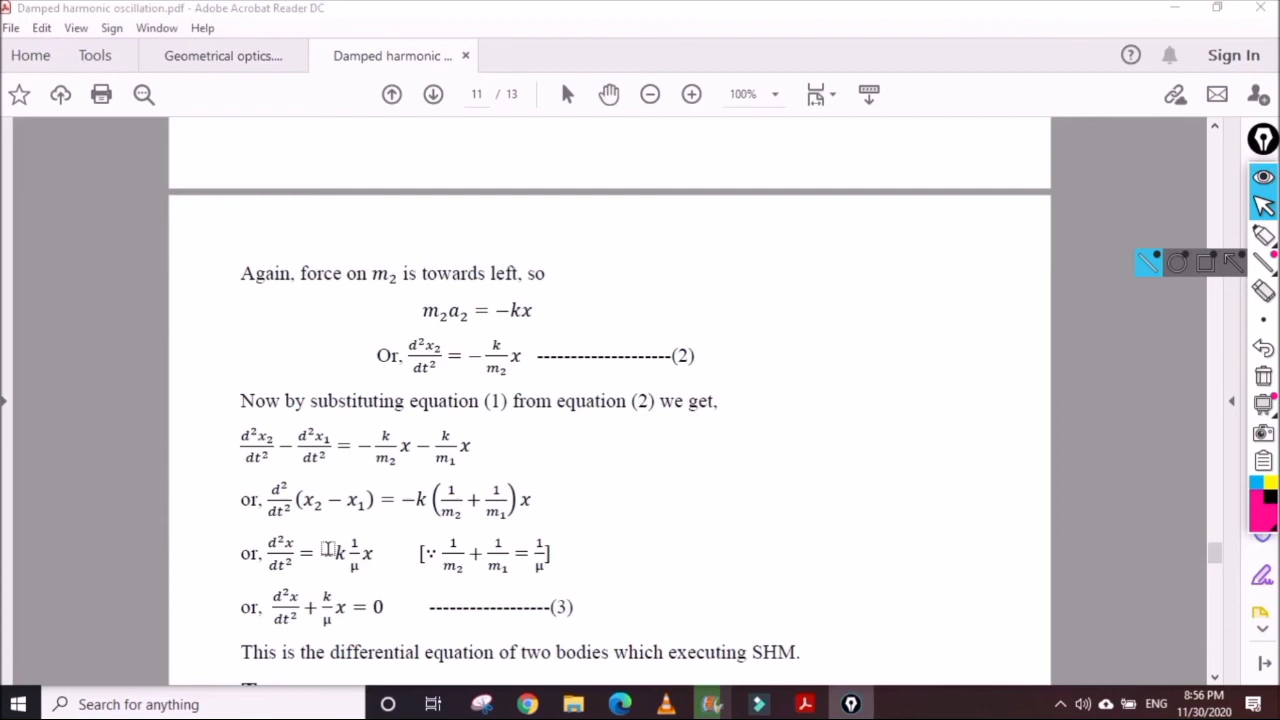 Damped harmonic oscillation.pdf - Adobe Acrobat Reader DC
File Edit View Sign Window Help
Home Tools Geometrical optics.... Damped harmonic ... × Sign In
11 / 13 100%
Again, force on m₂ is towards left, so
m₂a₂ = −kx
Or, d²x₂/dt² = − k/m₂ x --------------------(2)
Now by substituting equation (1) from equation (2) we get,
d²x₂/dt² − d²x₁/dt² = − k/m₂ x − k/m₁ x
or, d²/dt² (x₂ − x₁) = −k (1/m₂ + 1/m₁) x
or, d²x/dt² = k 1/μ x [∵ 1/m₂ + 1/m₁ = 1/μ]
or, d²x/dt² + k/μ x = 0 ------------------(3)
This is the differential equation of two bodies which executing SHM.
Search for anything
ENG
8:56 PM
11/30/2020